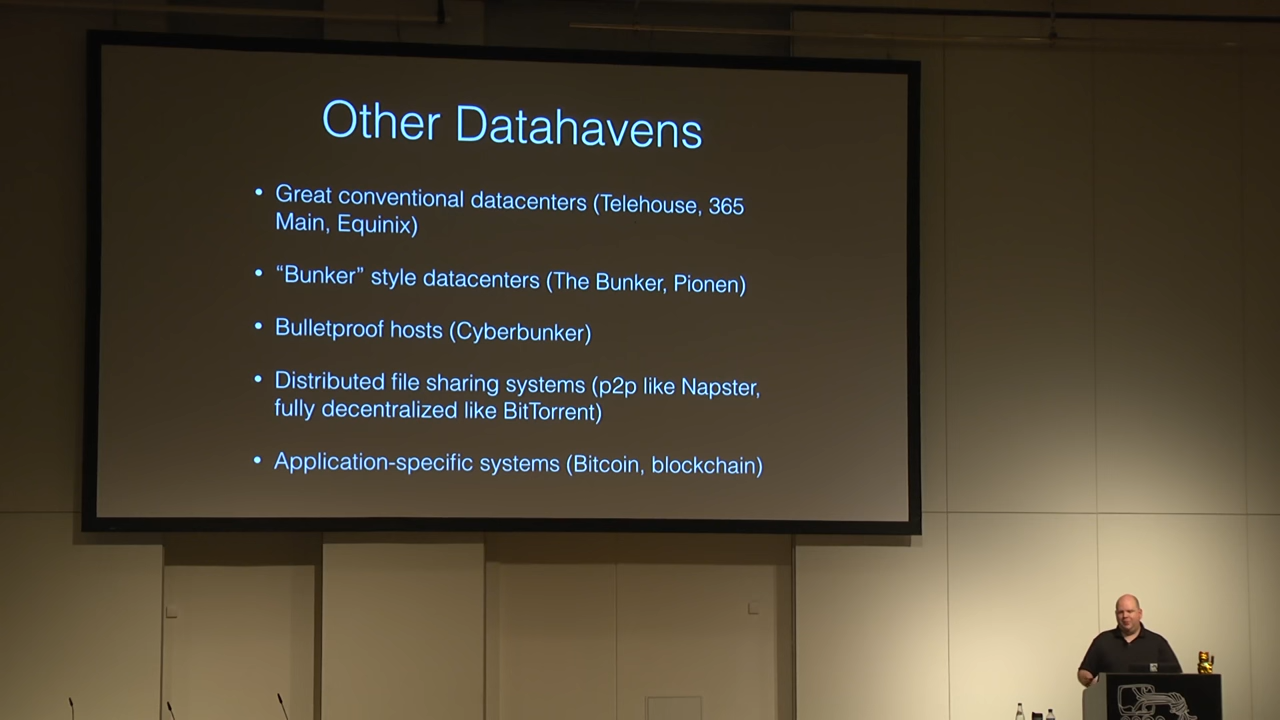 Other Datahavens
• Great conventional datacenters (Telehouse, 365
Main, Equinix)
• “Bunker” style datacenters (The Bunker, Pionen)
• Bulletproof hosts (Cyberbunker)
• Distributed file sharing systems (p2p like Napster,
fully decentralized like BitTorrent)
• Application-specific systems (Bitcoin, blockchain)